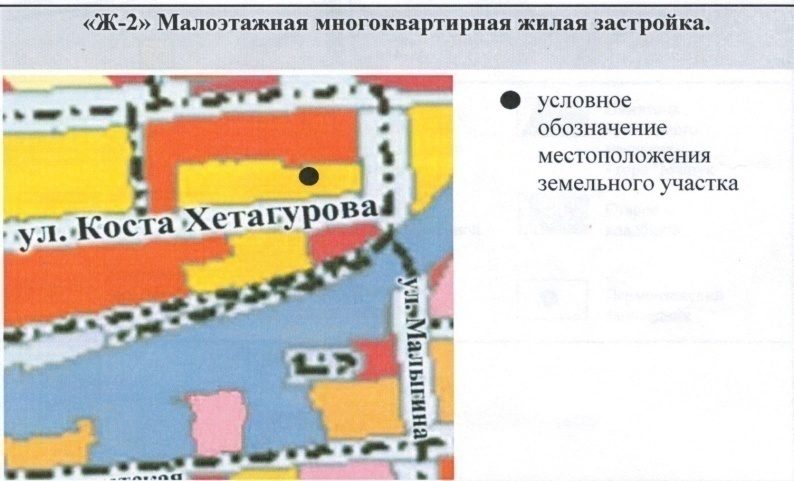 «Ж-2» Малоэтажная многоквартирная жилая застройка.
условное
обозначение
местоположения
земельного участка
ул. Коста Хетагурова
ул. Малыгина